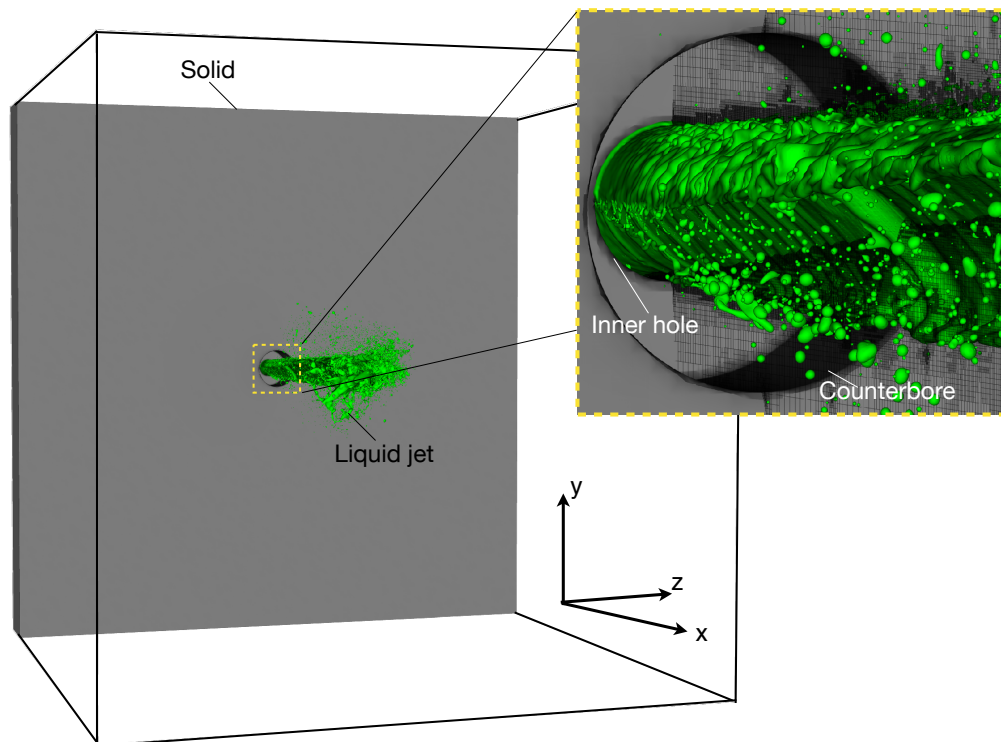 Solid
Inner hole
Counterbore
Liquid jet
y
z
x